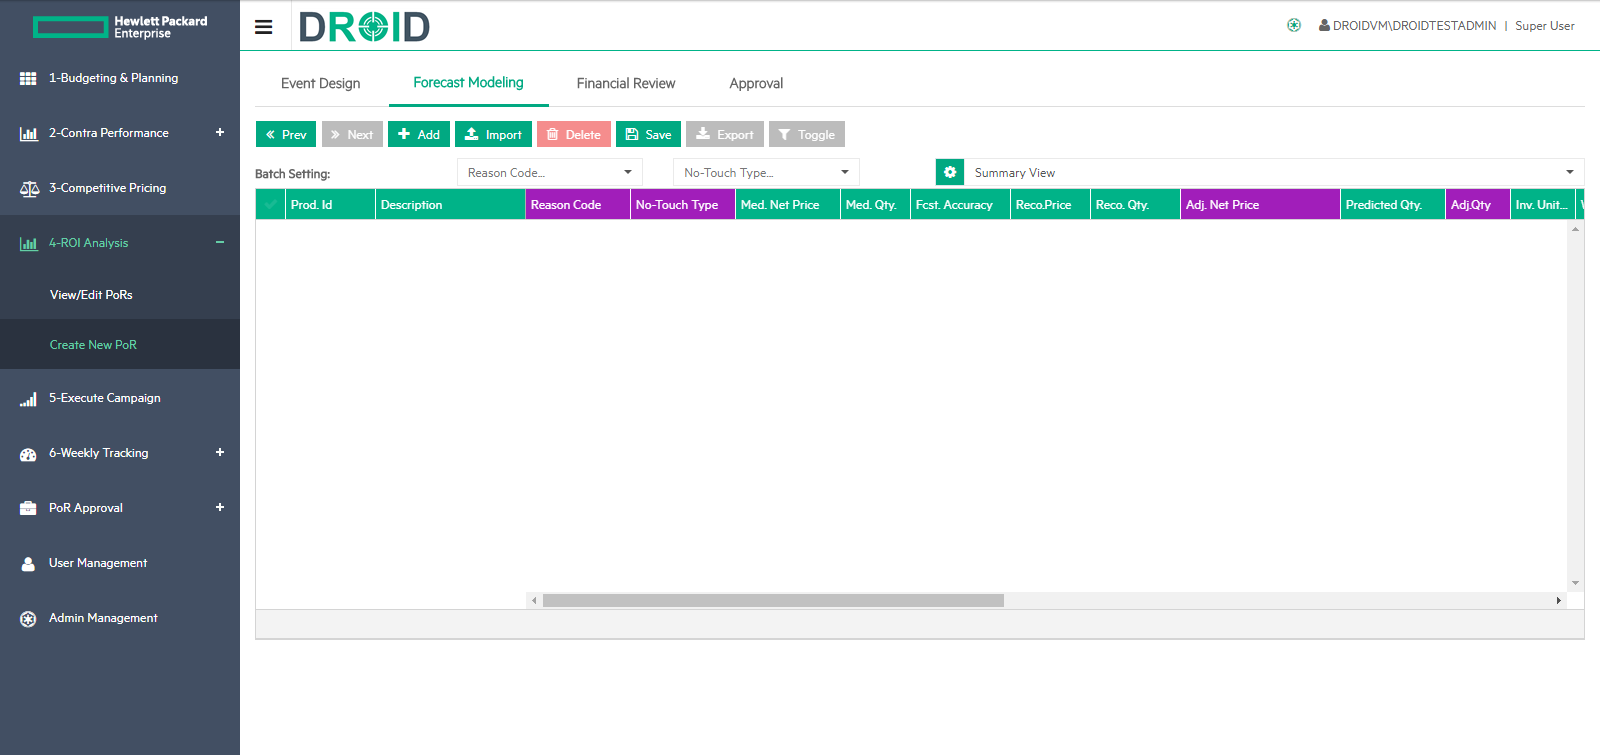 Hewlett Packard
Enterprise
DROID
DROIDVM\DROIDTESTADMIN | Super User
1-Budgeting & Planning
2-Contra Performance
3-Competitive Pricing
4-ROI Analysis
View/Edit PoRs
Create New PoR
5-Execute Campaign
6-Weekly Tracking
PoR Approval
User Management
Admin Management
Event Design Forecast Modeling Financial Review Approval
Prev Next Add Import Delete Save Export Toggle
Batch Setting: Reason Code... No-Touch Type... Summary View
Prod. Id Description Reason Code No-Touch Type Med. Net Price Med. Qty. Fcst. Accuracy Reco.Price Reco. Qty. Adj. Net Price Predicted Qty. Adj.Qty Inv. Unit...